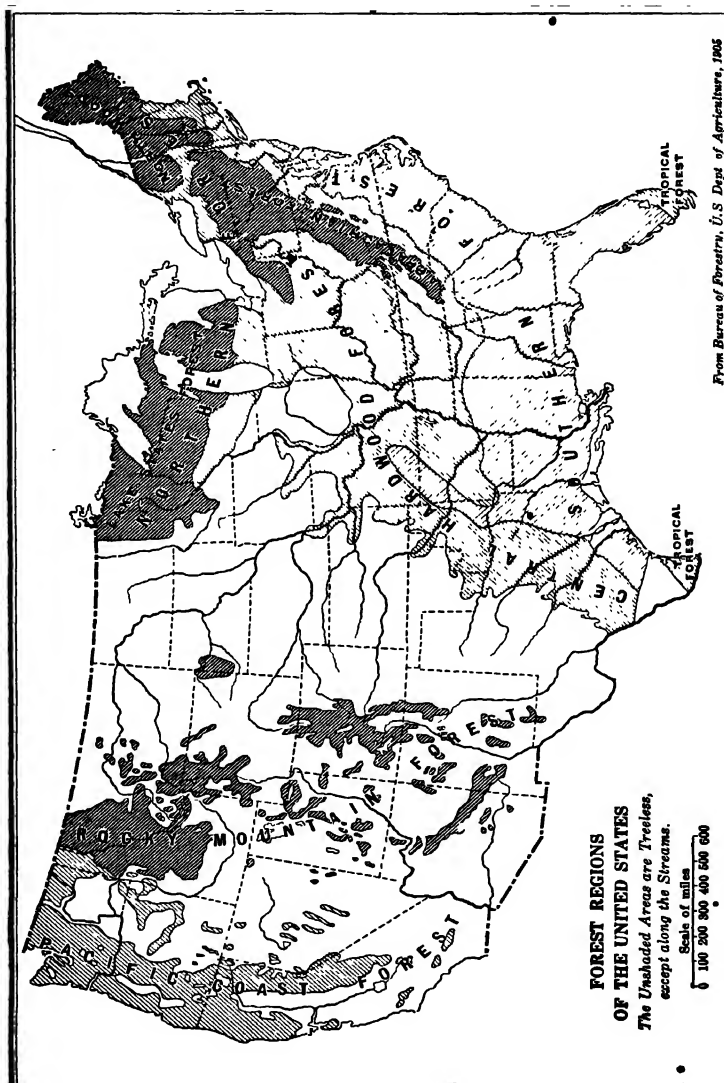 PACIFIC COAST FOREST
ROCKY MOUNTAIN FOREST
LAKE STATES FOREST
NORTHERN
CENTRAL HARDWOOD FOREST
SOUTHERN FOREST
TROPICAL
FOREST
TROPICAL
FOREST
FOREST REGIONS
OF THE UNITED STATES
The Unshaded Areas are Treeless,
except along the Streams.
Scale of miles
0 100 200 300 400 500 600
From Bureau of Forestry, U.S Dept of Agriculture, 1905